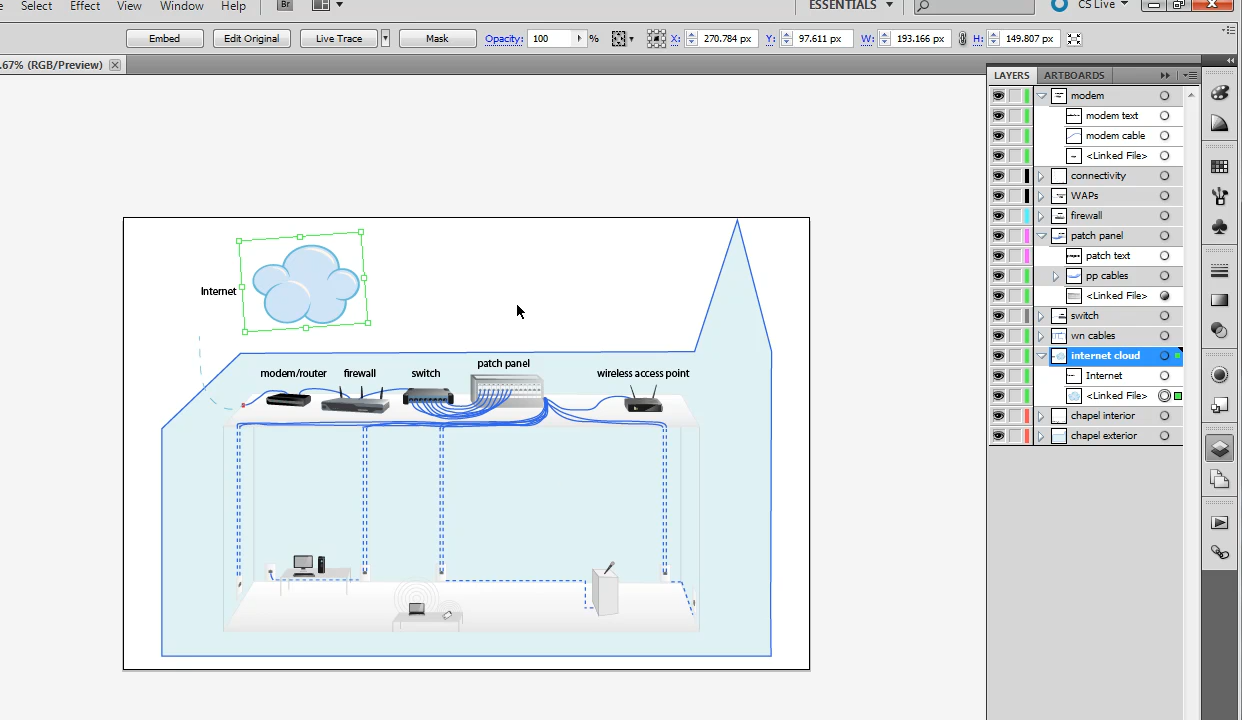 Select Effect View Window Help Br ESSENTIALS CS Live
Embed Edit Original Live Trace Mask Opacity: 100 % X: 270.784 px Y: 97.611 px W: 193.166 px H: 149.807 px
.67% (RGB/Preview)
LAYERS ARTBOARDS
modem
modem text
modem cable
<Linked File>
connectivity
WAPs
firewall
patch panel
patch text
pp cables
<Linked File>
switch
wn cables
internet cloud
Internet
<Linked File>
chapel interior
chapel exterior
Internet
modem/router firewall switch patch panel wireless access point